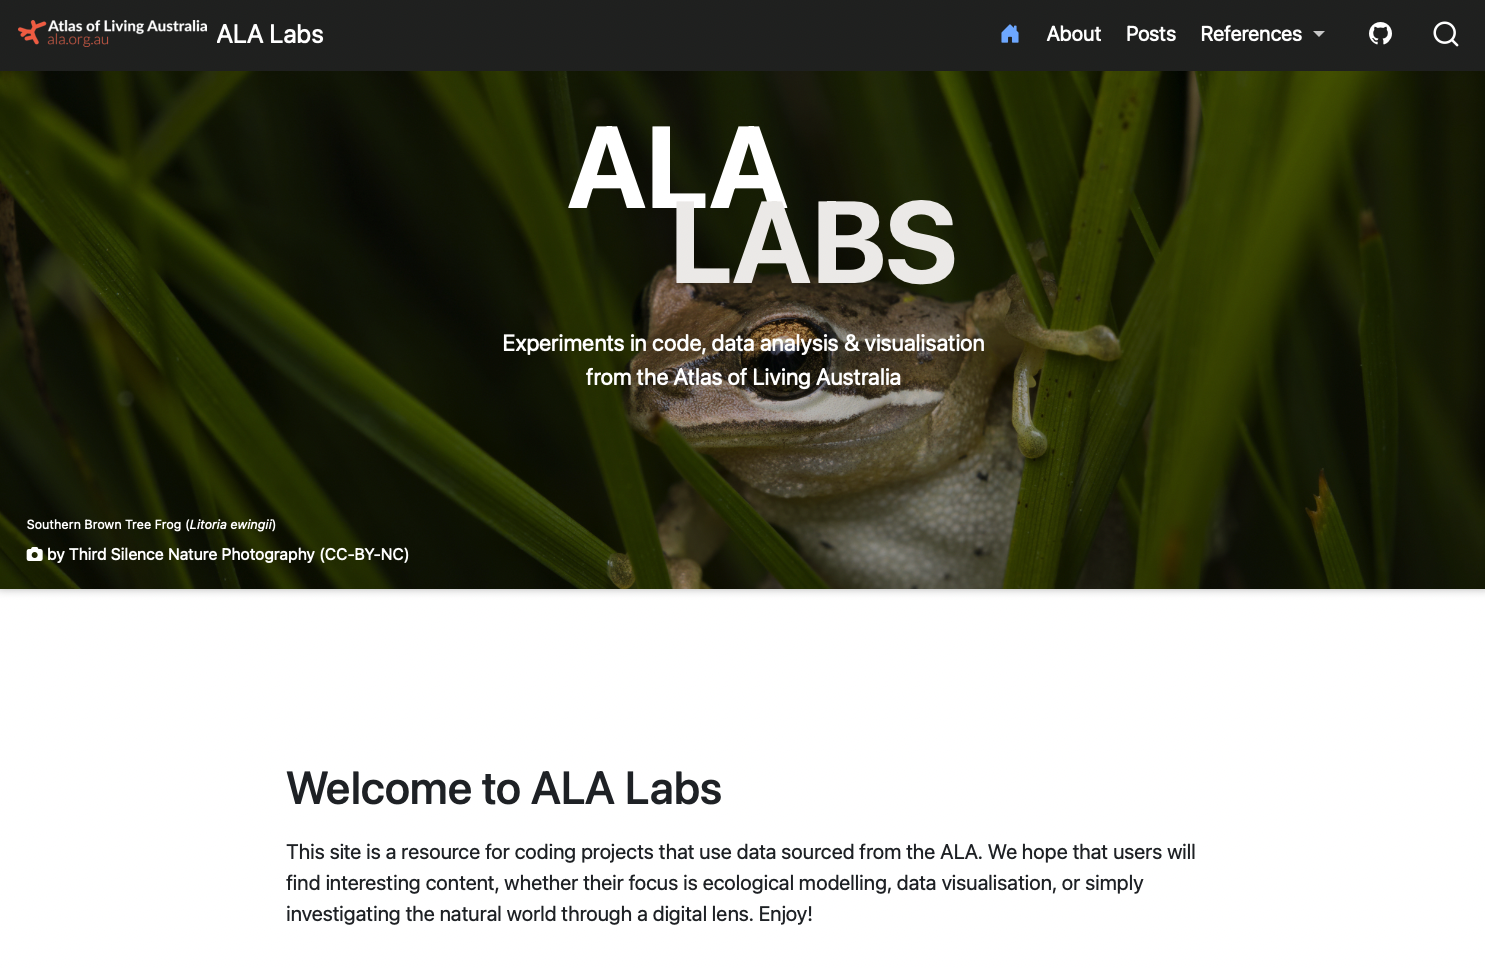 Atlas of Living Australia
ala.org.au
ALA Labs
About
Posts
References
ALA
LABS
Experiments in code, data analysis & visualisation
from the Atlas of Living Australia
Southern Brown Tree Frog (Litoria ewingii)
by Third Silence Nature Photography (CC-BY-NC)
Welcome to ALA Labs
This site is a resource for coding projects that use data sourced from the ALA. We hope that users will
find interesting content, whether their focus is ecological modelling, data visualisation, or simply
investigating the natural world through a digital lens. Enjoy!